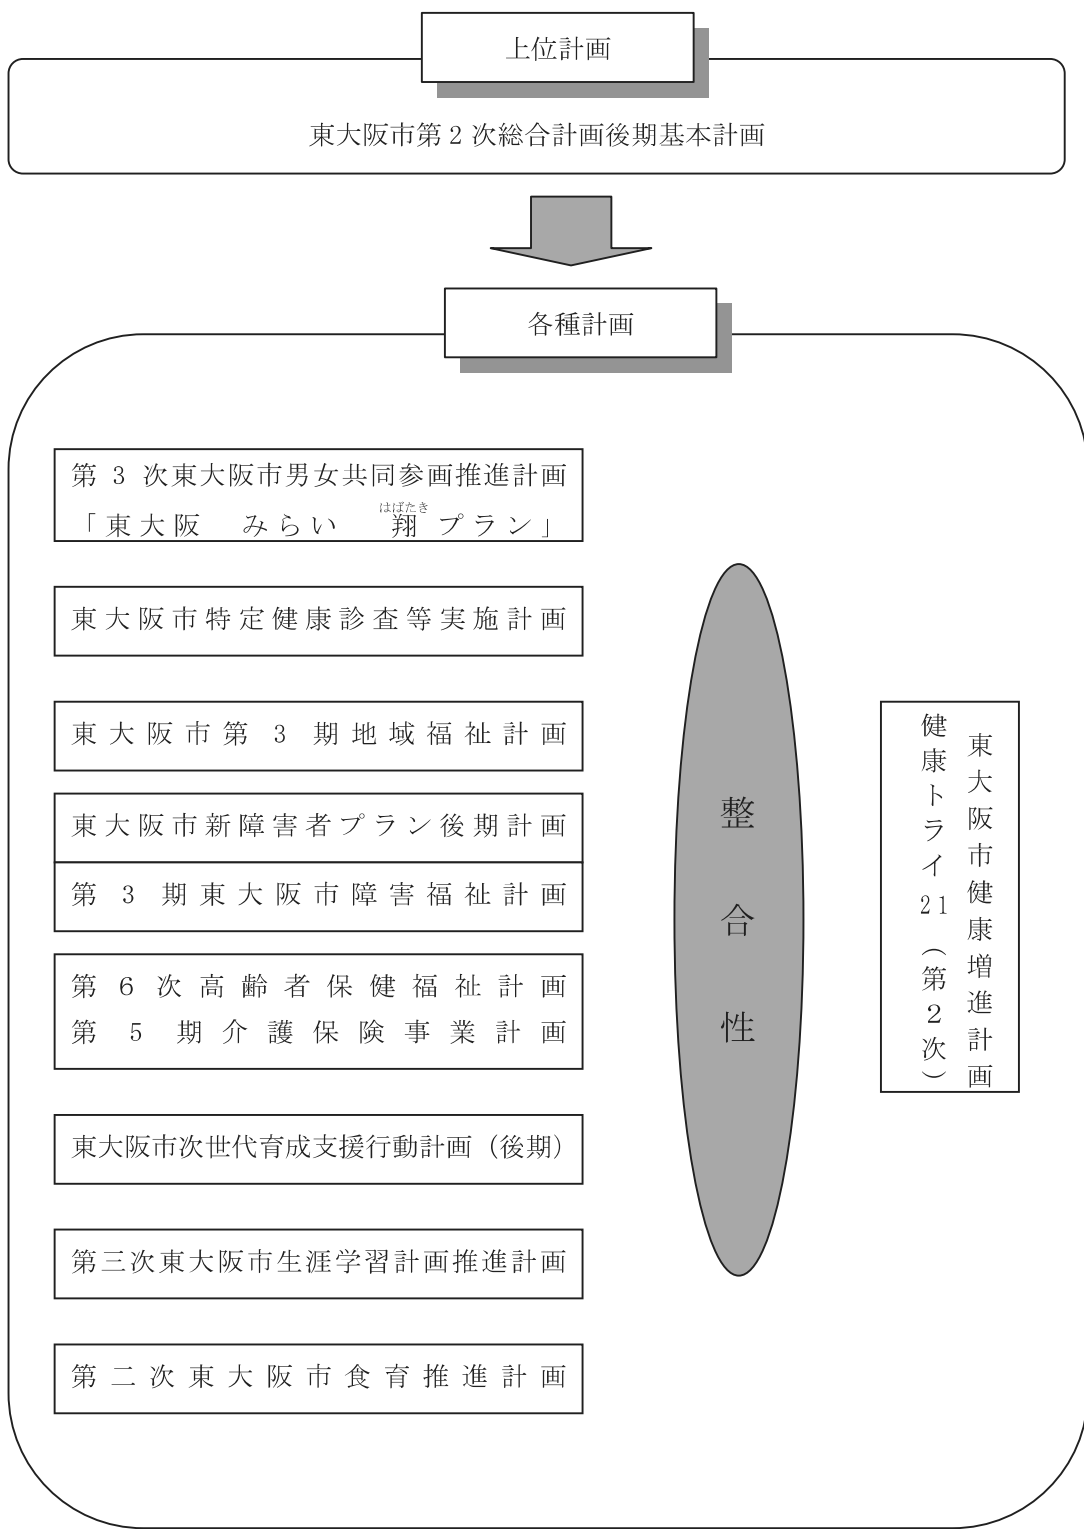 上位計画
東大阪市第2次総合計画後期基本計画
各種計画
第3次東大阪市男女共同参画推進計画
はばたき
「東大阪 みらい 翔プラン」
東大阪市特定健康診査等実施計画
東大阪市第3期地域福祉計画
東大阪市新障害者プラン後期計画
第3期東大阪市障害福祉計画
第6次高齢者保健福祉計画
第5期介護保険事業計画
東大阪市次世代育成支援行動計画(後期)
第三次東大阪市生涯学習計画推進計画
第二次東大阪市食育推進計画
整合性
東大阪市健康増進計画
健康トライ21(第2次)